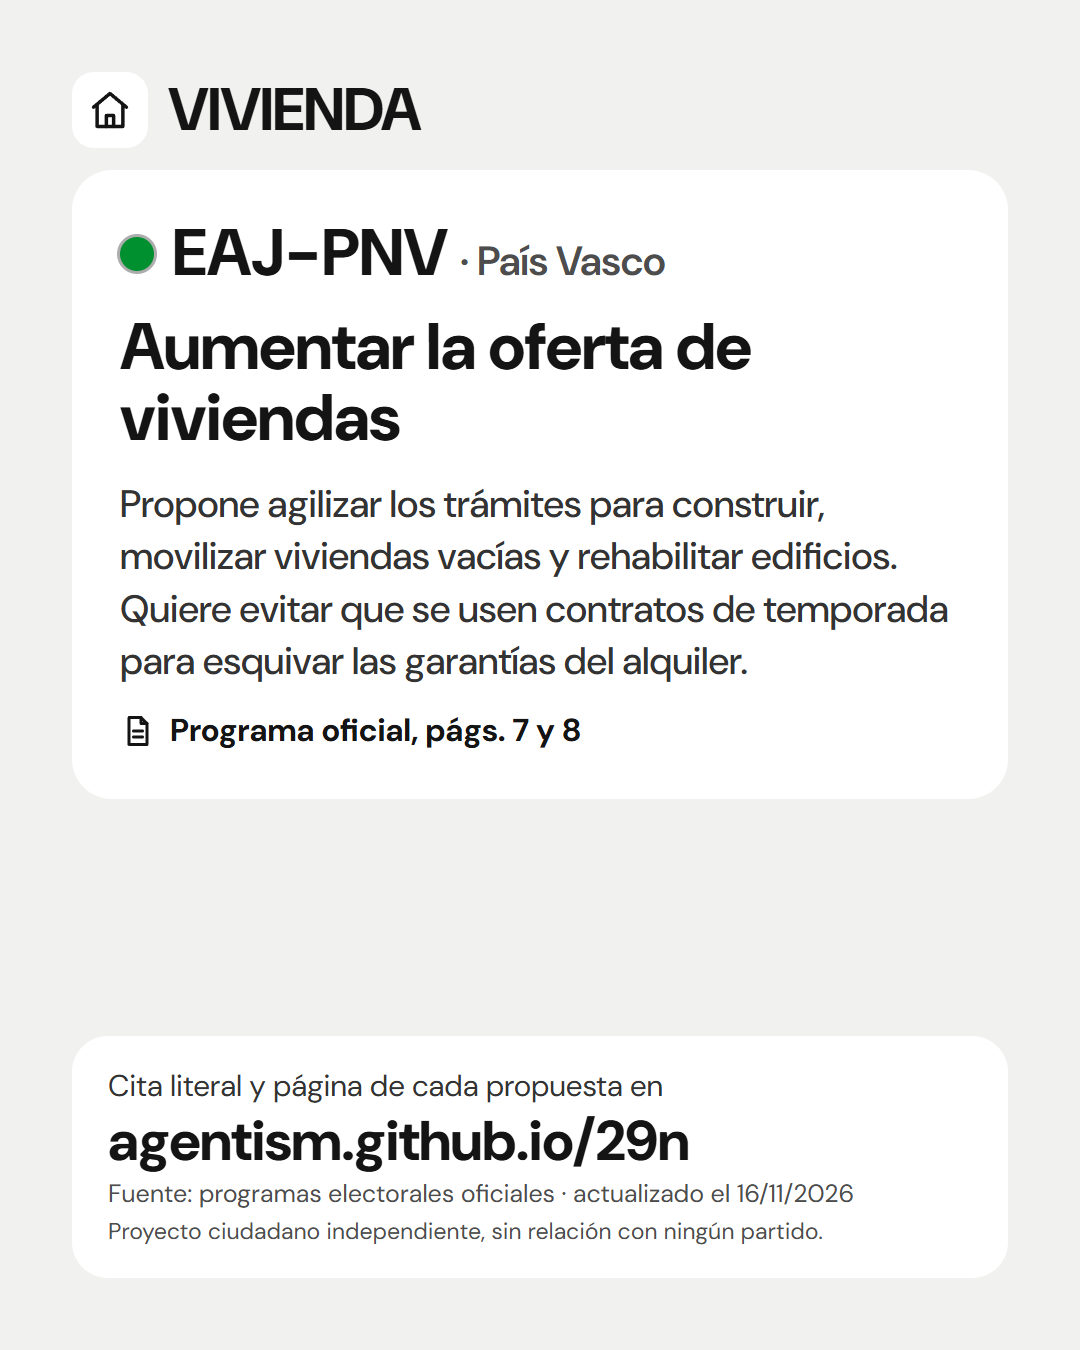 VIVIENDA
EAJ-PNV · País Vasco
Aumentar la oferta de
viviendas
Propone agilizar los trámites para construir,
movilizar viviendas vacías y rehabilitar edificios.
Quiere evitar que se usen contratos de temporada
para esquivar las garantías del alquiler.
Programa oficial, págs. 7 y 8
Cita literal y página de cada propuesta en
agentism.github.io/29n
Fuente: programas electorales oficiales · actualizado el 16/11/2026
Proyecto ciudadano independiente, sin relación con ningún partido.